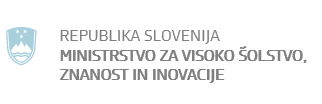 REPUBLIKA SLOVENIJA
MINISTRSTVO ZA VISOKO ŠOLSTVO,
ZNANOST IN INOVACIJE